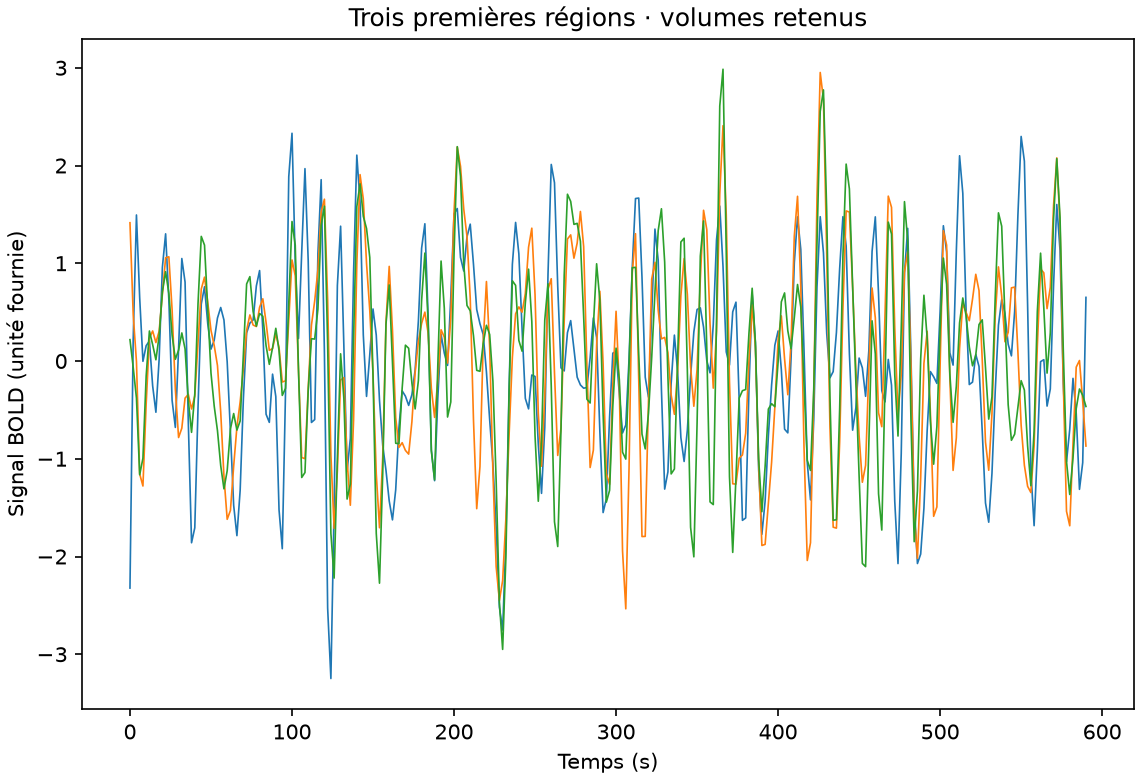 Trois premières régions · volumes retenus
Signal BOLD (unité fournie)
3
2
1
0
−1
−2
−3
0 100 200 300 400 500 600
Temps (s)